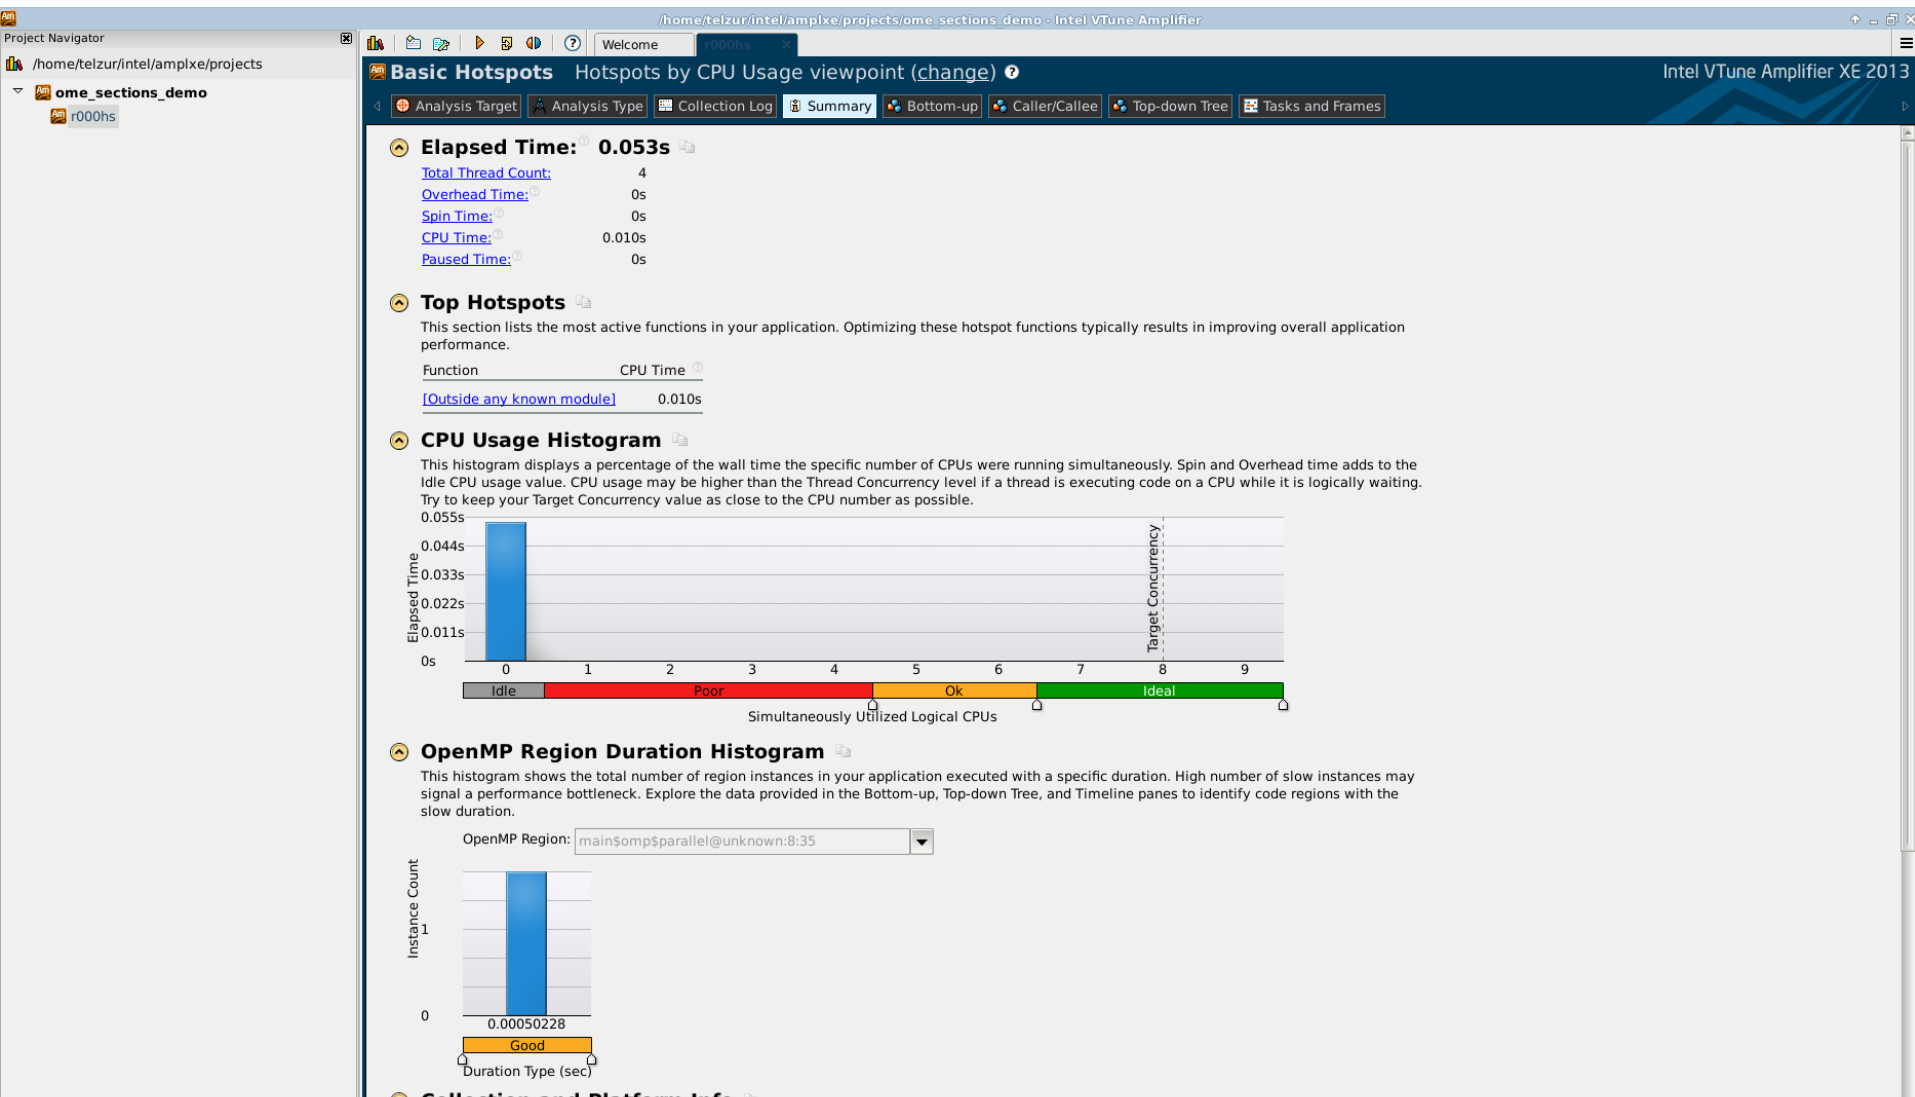 /home/telzur/intel/amplxe/projects/ome_sections_demo - Intel VTune Amplifier
Project Navigator
/home/telzur/intel/amplxe/projects
ome_sections_demo
r000hs
Welcome
r000hs
Basic Hotspots Hotspots by CPU Usage viewpoint (change)
Intel VTune Amplifier XE 2013
Analysis Target
Analysis Type
Collection Log
Summary
Bottom-up
Caller/Callee
Top-down Tree
Tasks and Frames
Elapsed Time: 0.053s
Total Thread Count: 4
Overhead Time: 0s
Spin Time: 0s
CPU Time: 0.010s
Paused Time: 0s
Top Hotspots
This section lists the most active functions in your application. Optimizing these hotspot functions typically results in improving overall application
performance.
Function CPU Time
[Outside any known module] 0.010s
CPU Usage Histogram
This histogram displays a percentage of the wall time the specific number of CPUs were running simultaneously. Spin and Overhead time adds to the
Idle CPU usage value. CPU usage may be higher than the Thread Concurrency level if a thread is executing code on a CPU while it is logically waiting.
Try to keep your Target Concurrency value as close to the CPU number as possible.
0.055s
0.044s
0.033s
0.022s
0.011s
0s
Elapsed Time
Target Concurrency
0 1 2 3 4 5 6 7 8 9
Idle Poor Ok Ideal
Simultaneously Utilized Logical CPUs
OpenMP Region Duration Histogram
This histogram shows the total number of region instances in your application executed with a specific duration. High number of slow instances may
signal a performance bottleneck. Explore the data provided in the Bottom-up, Top-down Tree, and Timeline panes to identify code regions with the
slow duration.
OpenMP Region: main$omp$parallel@unknown:8:35
Instance Count
1
0
0.00050228
Good
Duration Type (sec)
Collection and Platform Info